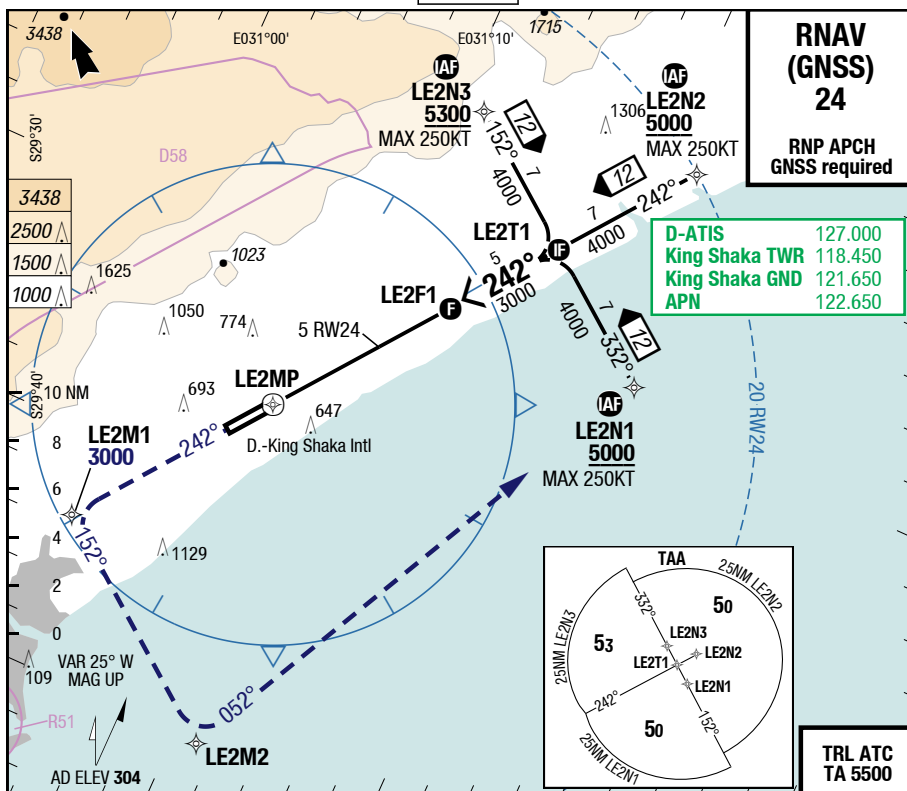 3438
E031°00'
E031°10'
1715
RNAV
(GNSS)
24
RNP APCH
GNSS required
IAF
LE2N3
5300
MAX 250KT
IAF
LE2N2
5000
MAX 250KT
1306
S29°30'
D58
12
152°
7
4000
12
7
242°
4000
3438
2500
1500
1000
LE2T1
IF
5
242°
3000
D-ATIS 127.000
King Shaka TWR 118.450
King Shaka GND 121.650
APN 122.650
1625
1023
1050
774
LE2F1
F
5 RW24
7
4000
12
332°
S29°40'
10 NM
693
LE2MP
647
D.-King Shaka Intl
242°
IAF
LE2N1
5000
MAX 250KT
20 RW24
8
LE2M1
3000
6
4
152°
1129
2
0
052°
109
VAR 25° W
MAG UP
R51
LE2M2
AD ELEV 304
TAA
25NM LE2N2
25NM LE2N3
332°
50
53
LE2N3
LE2N2
LE2T1
LE2N1
242°
152°
50
25NM LE2N1
TRL ATC
TA 5500